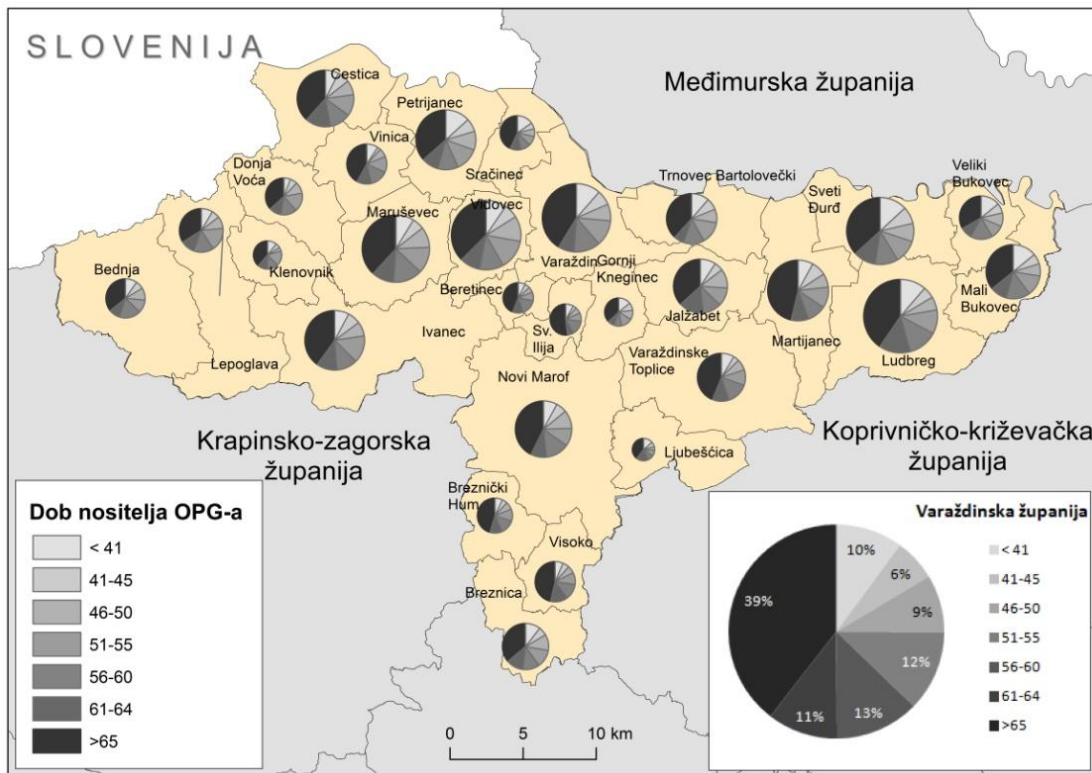 SLOVENIJA
Međimurska županija
Cestica
Petrijanec
Vinica
Sračinec
Donja
Voća
Trnovec Bartolovečki
Sveti
Đurđ
Veliki
Bukovec
Maruševec
Vidovec
Varaždin
Gornji
Kneginec
Bednja
Klenovnik
Beretinec
Jalžabet
Mali
Bukovec
Lepoglava
Ivanec
Sv.
Ilija
Varaždinske
Toplice
Martijanec
Ludbreg
Novi Marof
Krapinsko-zagorska
županija
Ljubešćica
Koprivničko-križevačka
županija
Breznički
Hum
Visoko
Breznica
Dob nositelja OPG-a
< 41
41-45
46-50
51-55
56-60
61-64
>65
0 5 10 km
Varaždinska županija
10%
6%
9%
12%
13%
11%
39%
< 41
41-45
46-50
51-55
56-60
61-64
>65